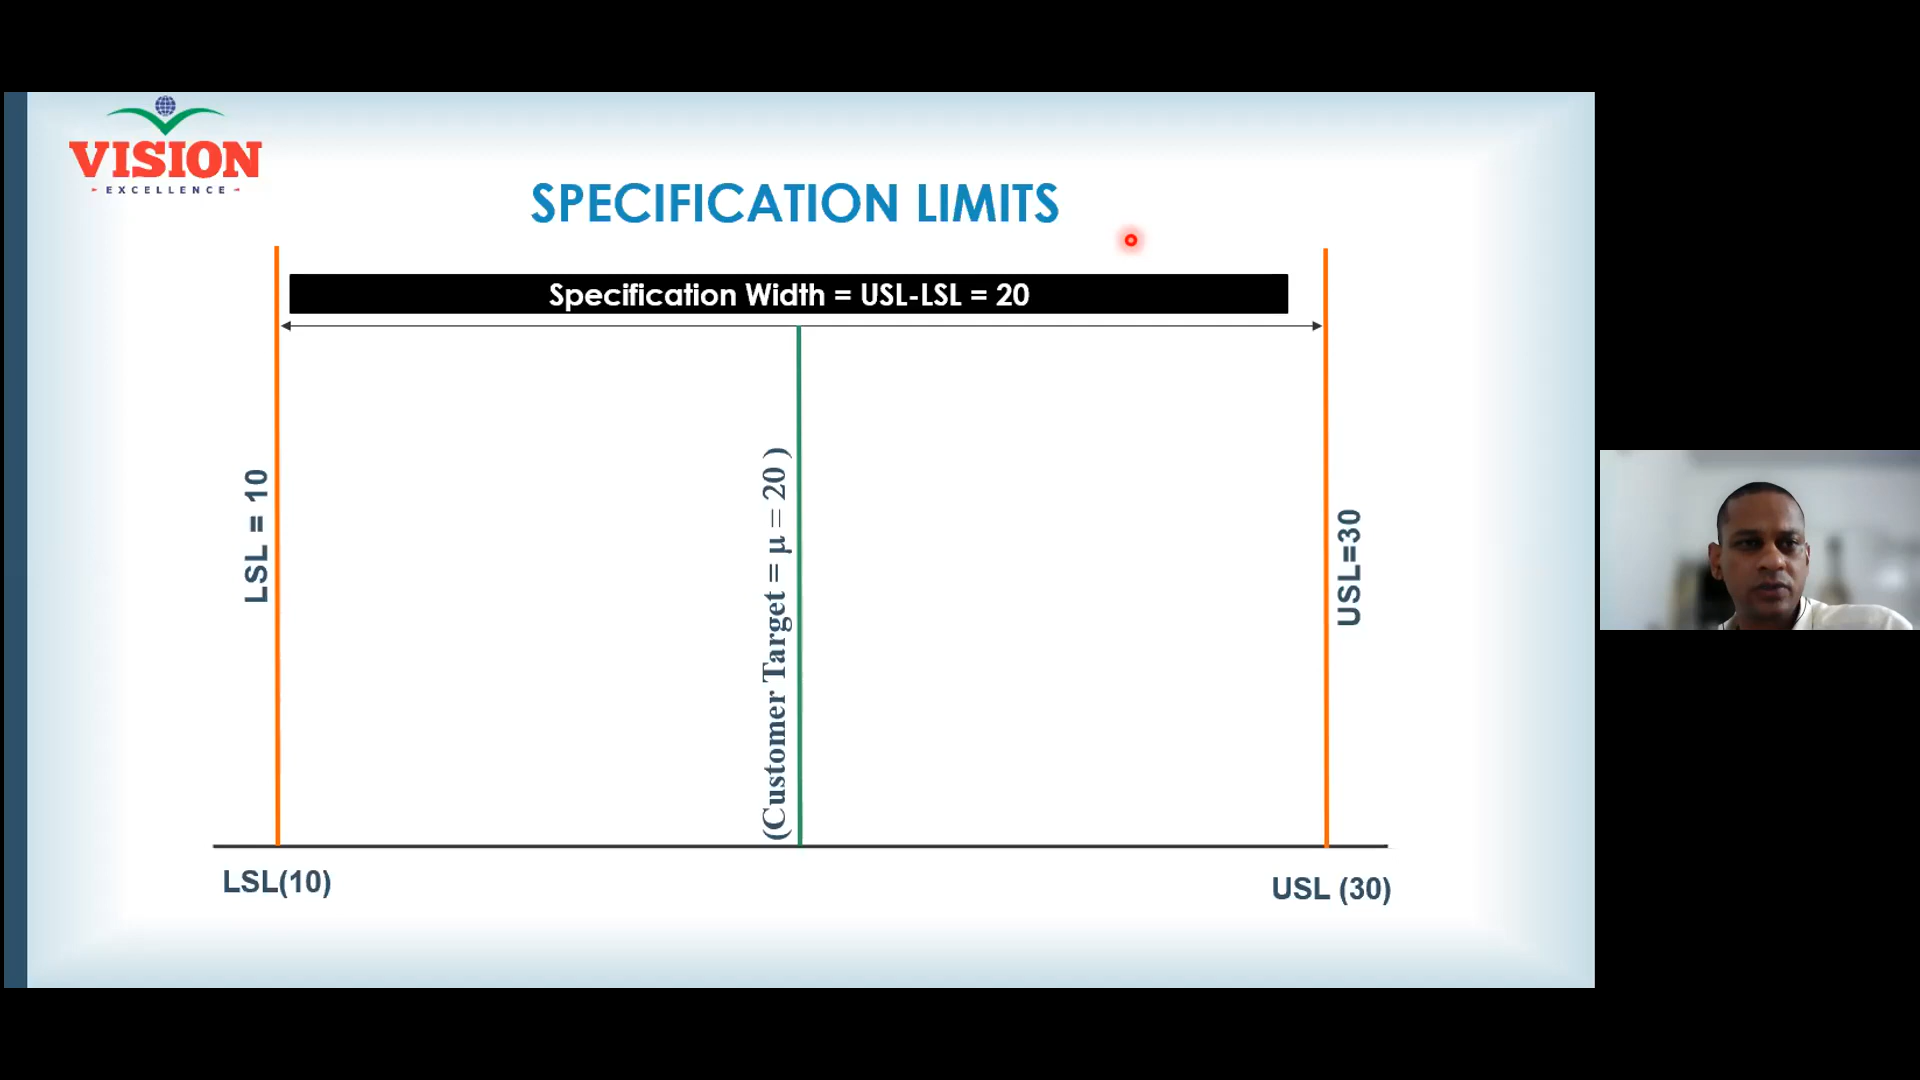 VISION
EXCELLENCE
SPECIFICATION LIMITS
Specification Width = USL-LSL = 20
LSL = 10
(Customer Target = µ = 20 )
USL=30
LSL(10)
USL (30)